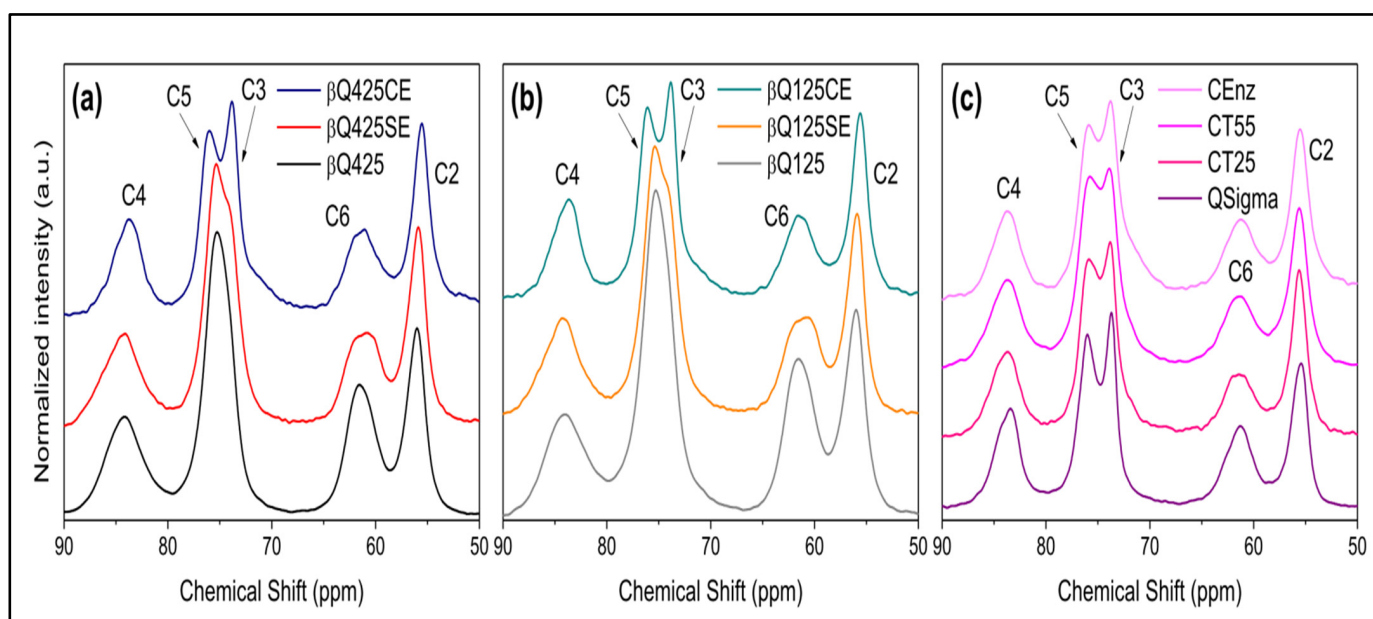 Normalized intensity (a.u.)
(a)
βQ425CE
βQ425SE
βQ425
C5
C3
C4
C6
C2
90 80 70 60 50
Chemical Shift (ppm)
(b)
βQ125CE
βQ125SE
βQ125
C5
C3
C4
C6
C2
90 80 70 60 50
Chemical Shift (ppm)
(c)
CEnz
CT55
CT25
QSigma
C5
C3
C2
C4
C6
90 80 70 60 50
Chemical Shift (ppm)